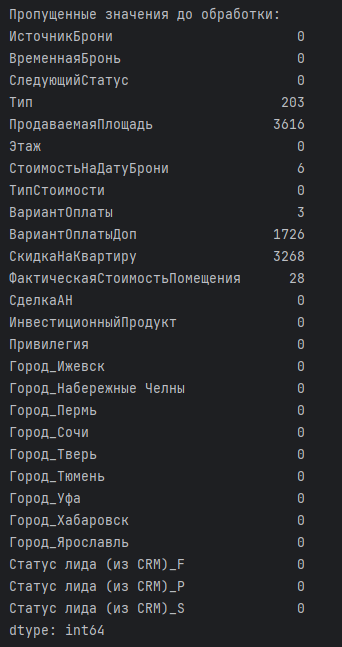 Пропущенные значения до обработки:
ИсточникБрони 0
ВременнаяБронь 0
СледующийСтатус 0
Тип 203
ПродаваемаяПлощадь 3616
Этаж 0
СтоимостьНаДатуБрони 6
ТипСтоимости 0
ВариантОплаты 3
ВариантОплатыДоп 1726
СкидкаНаКвартиру 3268
ФактическаяСтоимостьПомещения 28
СделкаАН 0
ИнвестиционныйПродукт 0
Привилегия 0
Город_Ижевск 0
Город_Набережные Челны 0
Город_Пермь 0
Город_Сочи 0
Город_Тверь 0
Город_Тюмень 0
Город_Уфа 0
Город_Хабаровск 0
Город_Ярославль 0
Статус лида (из CRM)_F 0
Статус лида (из CRM)_P 0
Статус лида (из CRM)_S 0
dtype: int64